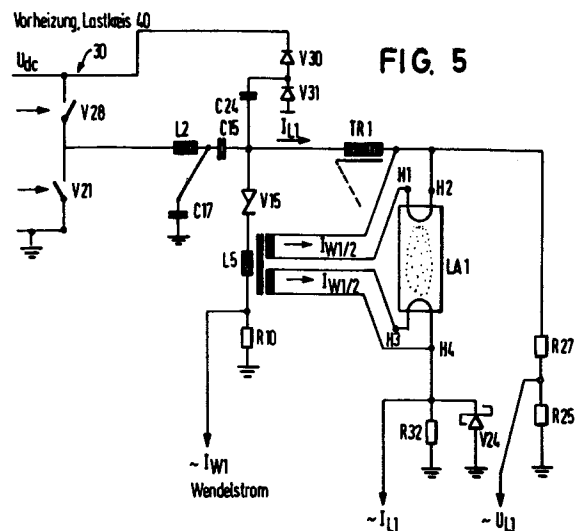 Vorheizung, Lastkreis 40
Udc
30
V30
FIG. 5
V28
C24
V31
IL1
L2
C15
TR1
V21
H1
H2
C17
V15
IW1/2
L5
LA1
IW1/2
H3
H4
R10
R27
R32
V24
R25
~ IW1
Wendelstrom
~ IL1
~ UL1